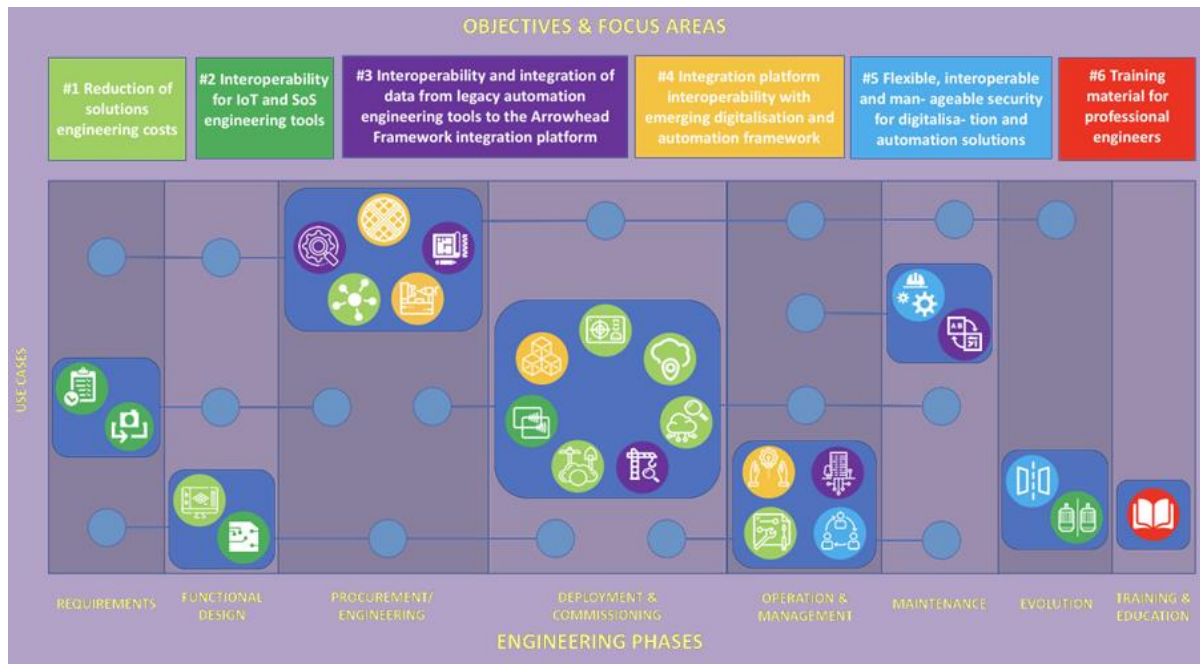 OBJECTIVES & FOCUS AREAS
#1 Reduction of
solutions
engineering costs
#2 Interoperability
for IoT and SoS
engineering tools
#3 Interoperability and integration of
data from legacy automation
engineering tools to the Arrowhead
Framework integration platform
#4 Integration platform
interoperability with
emerging digitalisation and
automation framework
#5 Flexible, interoperable
and man- ageable security
for digitalisa- tion and
automation solutions
#6 Training
material for
professional
engineers
USE CASES
REQUIREMENTS
FUNCTIONAL
DESIGN
PROCUREMENT/
ENGINEERING
DEPLOYMENT &
COMMISSIONING
OPERATION &
MANAGEMENT
MAINTENANCE
EVOLUTION
TRAINING &
EDUCATION
ENGINEERING PHASES